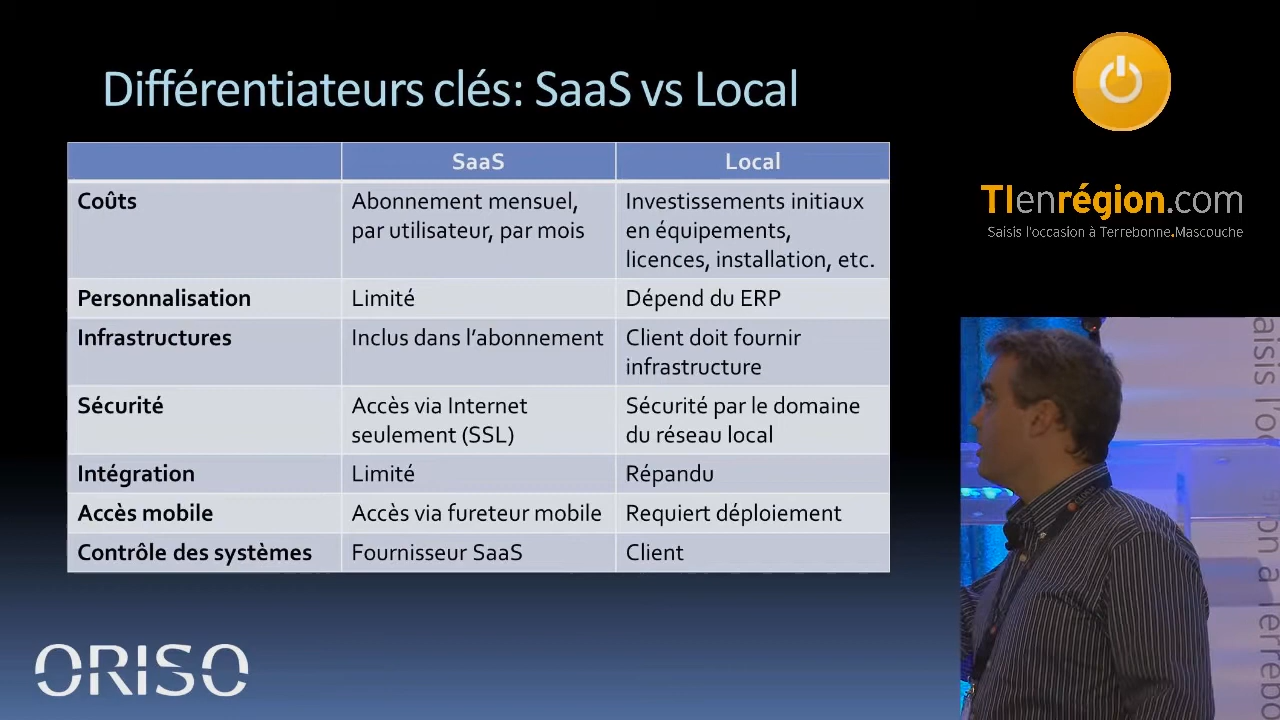 Différentiateurs clés: SaaS vs Local
SaaS
Local
Coûts
Abonnement mensuel,
par utilisateur, par mois
Investissements initiaux
en équipements,
licences, installation, etc.
Personnalisation
Limité
Dépend du ERP
Infrastructures
Inclus dans l’abonnement
Client doit fournir
infrastructure
Sécurité
Accès via Internet
seulement (SSL)
Sécurité par le domaine
du réseau local
Intégration
Limité
Répandu
Accès mobile
Accès via fureteur mobile
Requiert déploiement
Contrôle des systèmes
Fournisseur SaaS
Client
ORISO
TIenrégion.com
Saisis l'occasion à Terrebonne.Mascouche